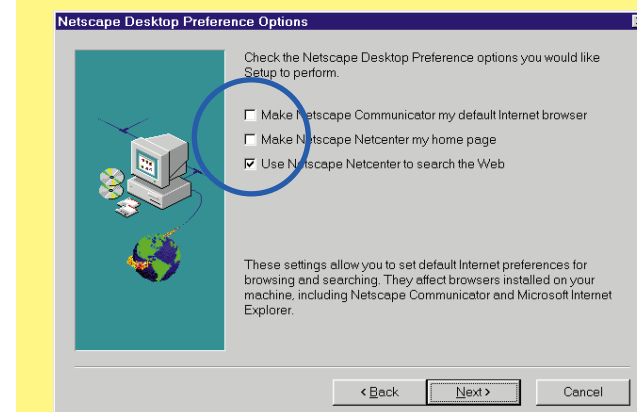 Netscape Desktop Preference Options
Check the Netscape Desktop Preference options you would like
Setup to perform.
Make Netscape Communicator my default Internet browser
Make Netscape Netcenter my home page
Use Netscape Netcenter to search the Web
These settings allow you to set default Internet preferences for
browsing and searching. They affect browsers installed on your
machine, including Netscape Communicator and Microsoft Internet
Explorer.
< Back
Next >
Cancel